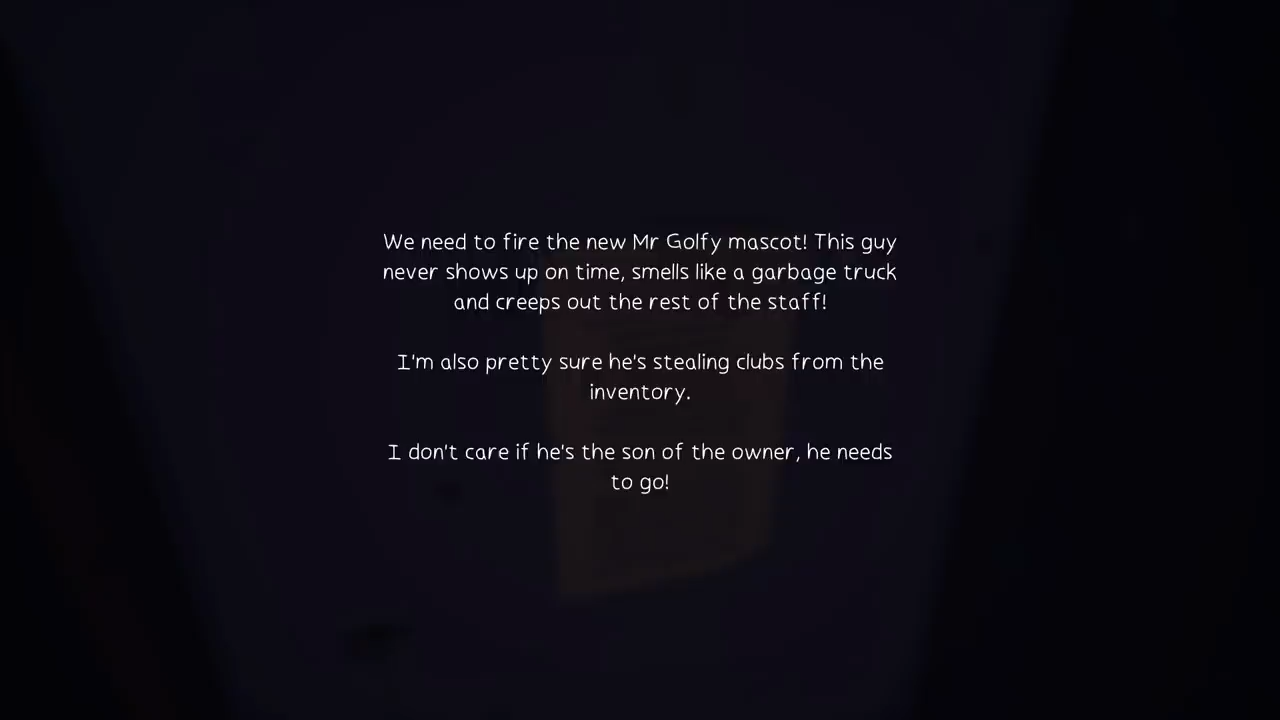 We need to fire the new Mr Golfy mascot! This guy
never shows up on time, smells like a garbage truck
and creeps out the rest of the staff!
I'm also pretty sure he's stealing clubs from the
inventory.
I don't care if he's the son of the owner, he needs
to go!